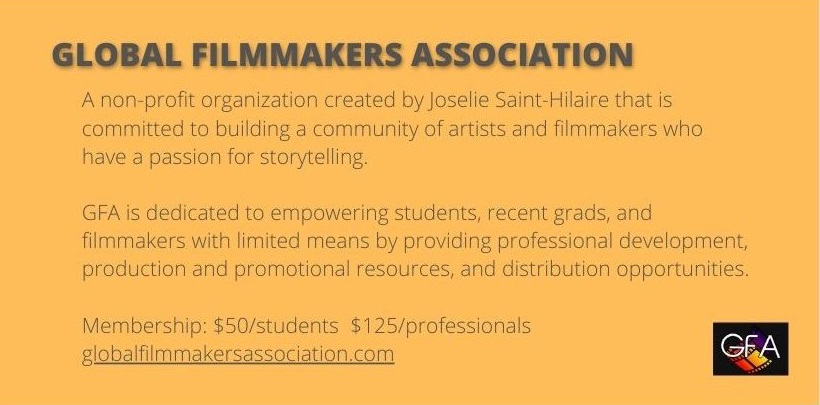 GLOBAL FILMMAKERS ASSOCIATION
A non-profit organization created by Joselie Saint-Hilaire that is
committed to building a community of artists and filmmakers who
have a passion for storytelling.
GFA is dedicated to empowering students, recent grads, and
filmmakers with limited means by providing professional development,
production and promotional resources, and distribution opportunities.
Membership: $50/students  $125/professionals
globalfilmmakersassociation.com
GFA